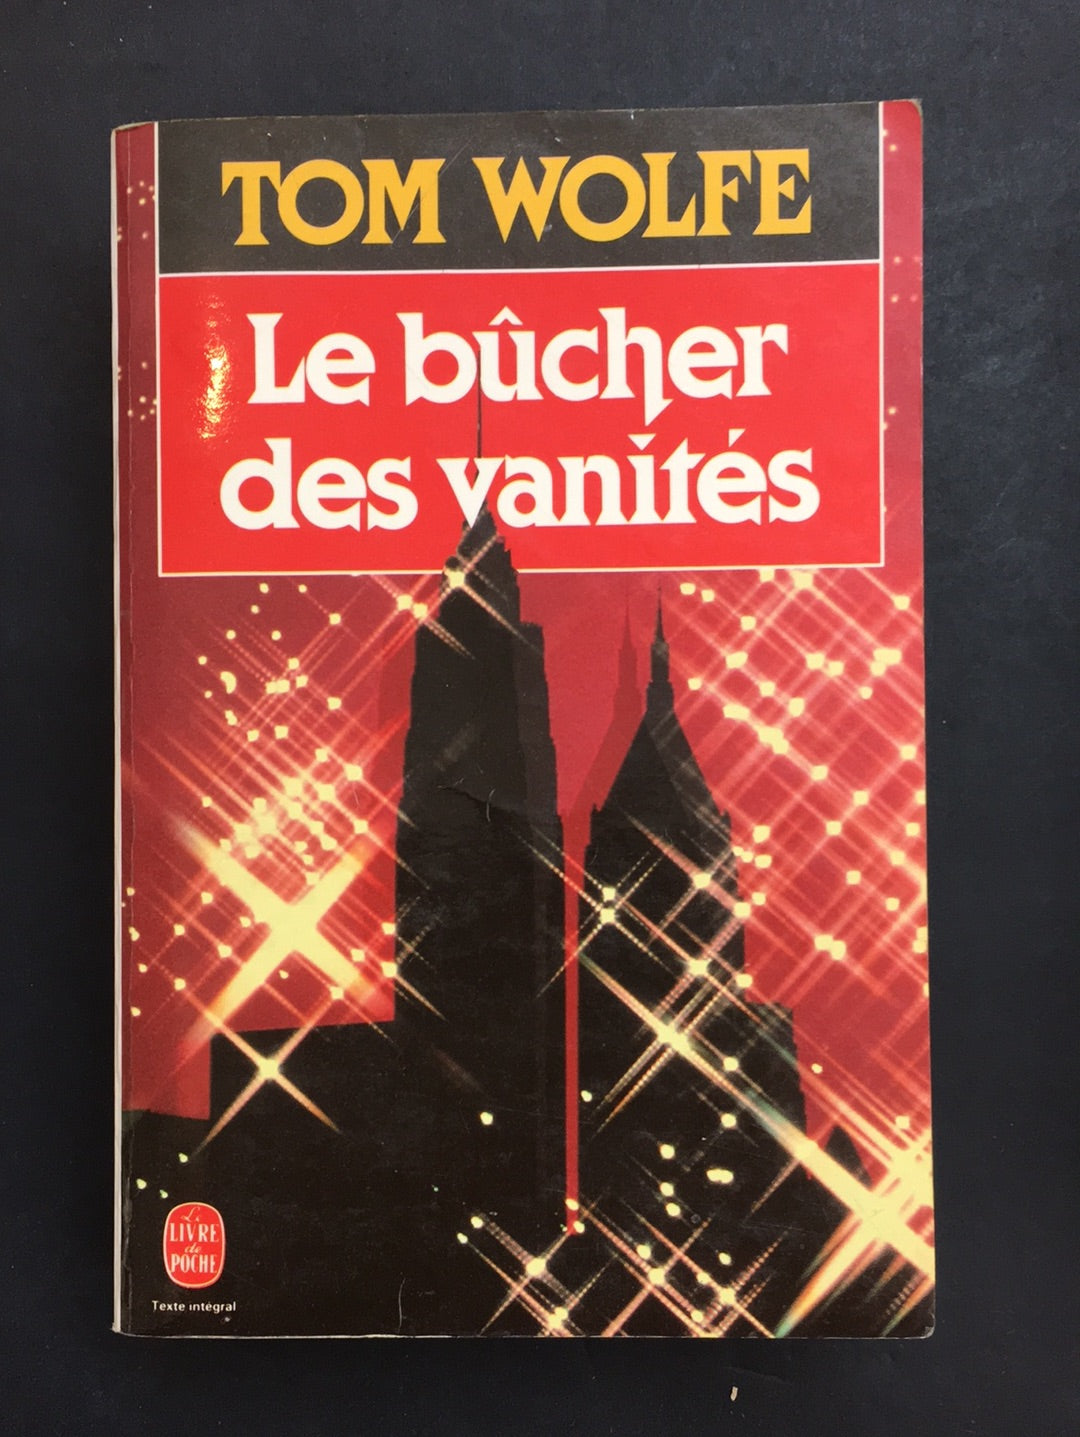 TOM WOLFE
Le bûcher
des vanités
Le
LIVRE
de
POCHE
Texte intégral